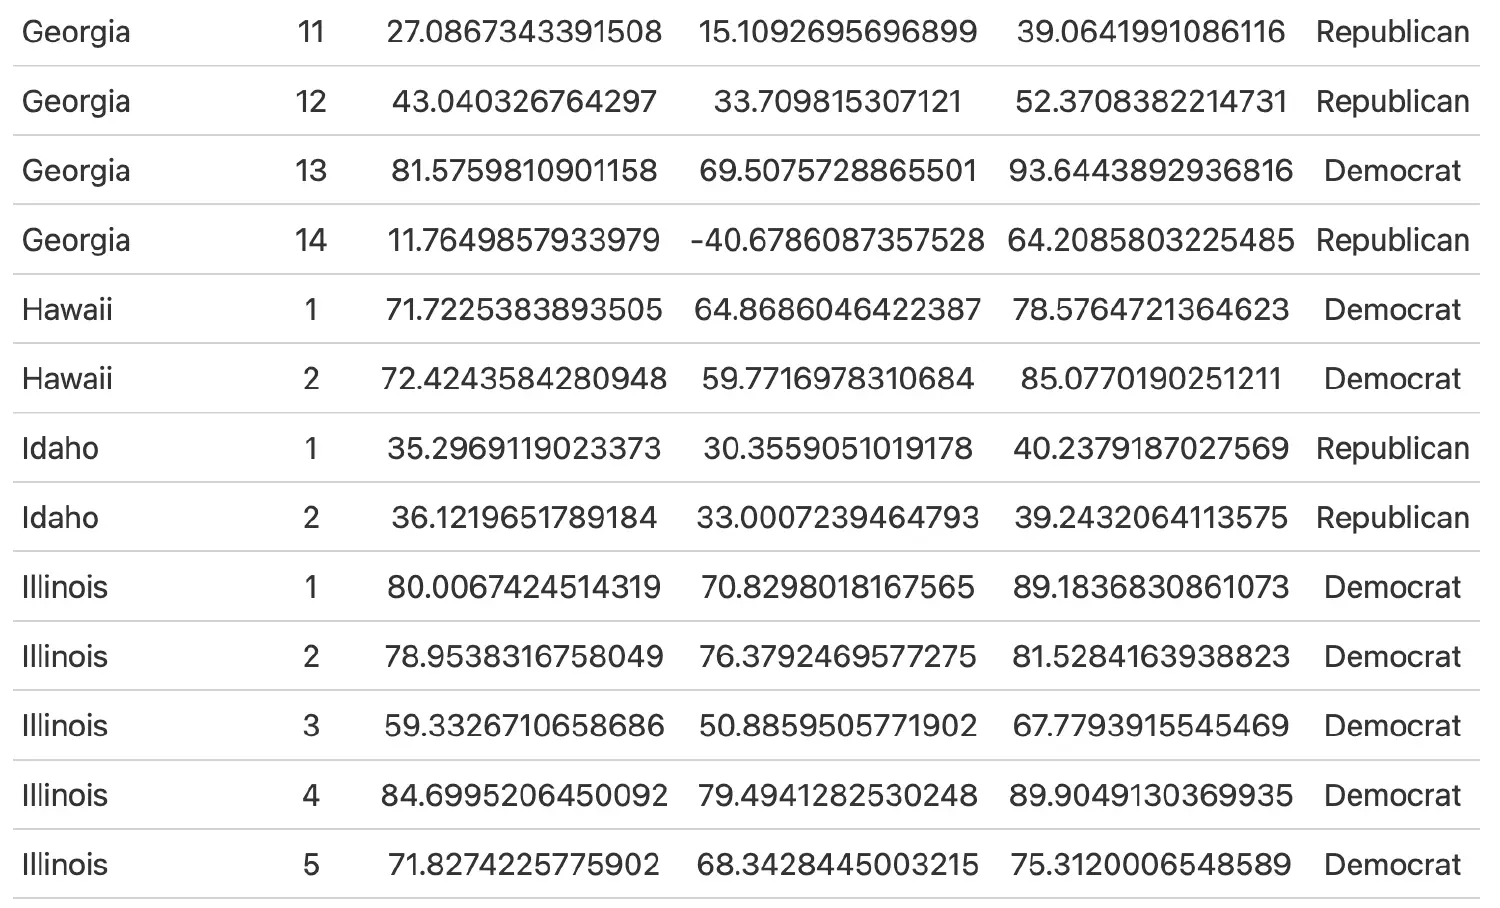 Georgia 11 27.0867343391508 15.1092695696899 39.0641991086116 Republican
Georgia 12 43.040326764297 33.709815307121 52.3708382214731 Republican
Georgia 13 81.5759810901158 69.5075728865501 93.6443892936816 Democrat
Georgia 14 11.7649857933979 -40.6786087357528 64.2085803225485 Republican
Hawaii 1 71.7225383893505 64.8686046422387 78.5764721364623 Democrat
Hawaii 2 72.4243584280948 59.7716978310684 85.0770190251211 Democrat
Idaho 1 35.2969119023373 30.3559051019178 40.2379187027569 Republican
Idaho 2 36.1219651789184 33.0007239464793 39.2432064113575 Republican
Illinois 1 80.0067424514319 70.8298018167565 89.1836830861073 Democrat
Illinois 2 78.9538316758049 76.3792469577275 81.5284163938823 Democrat
Illinois 3 59.3326710658686 50.8859505771902 67.7793915545469 Democrat
Illinois 4 84.6995206450092 79.4941282530248 89.9049130369935 Democrat
Illinois 5 71.8274225775902 68.3428445003215 75.3120006548589 Democrat